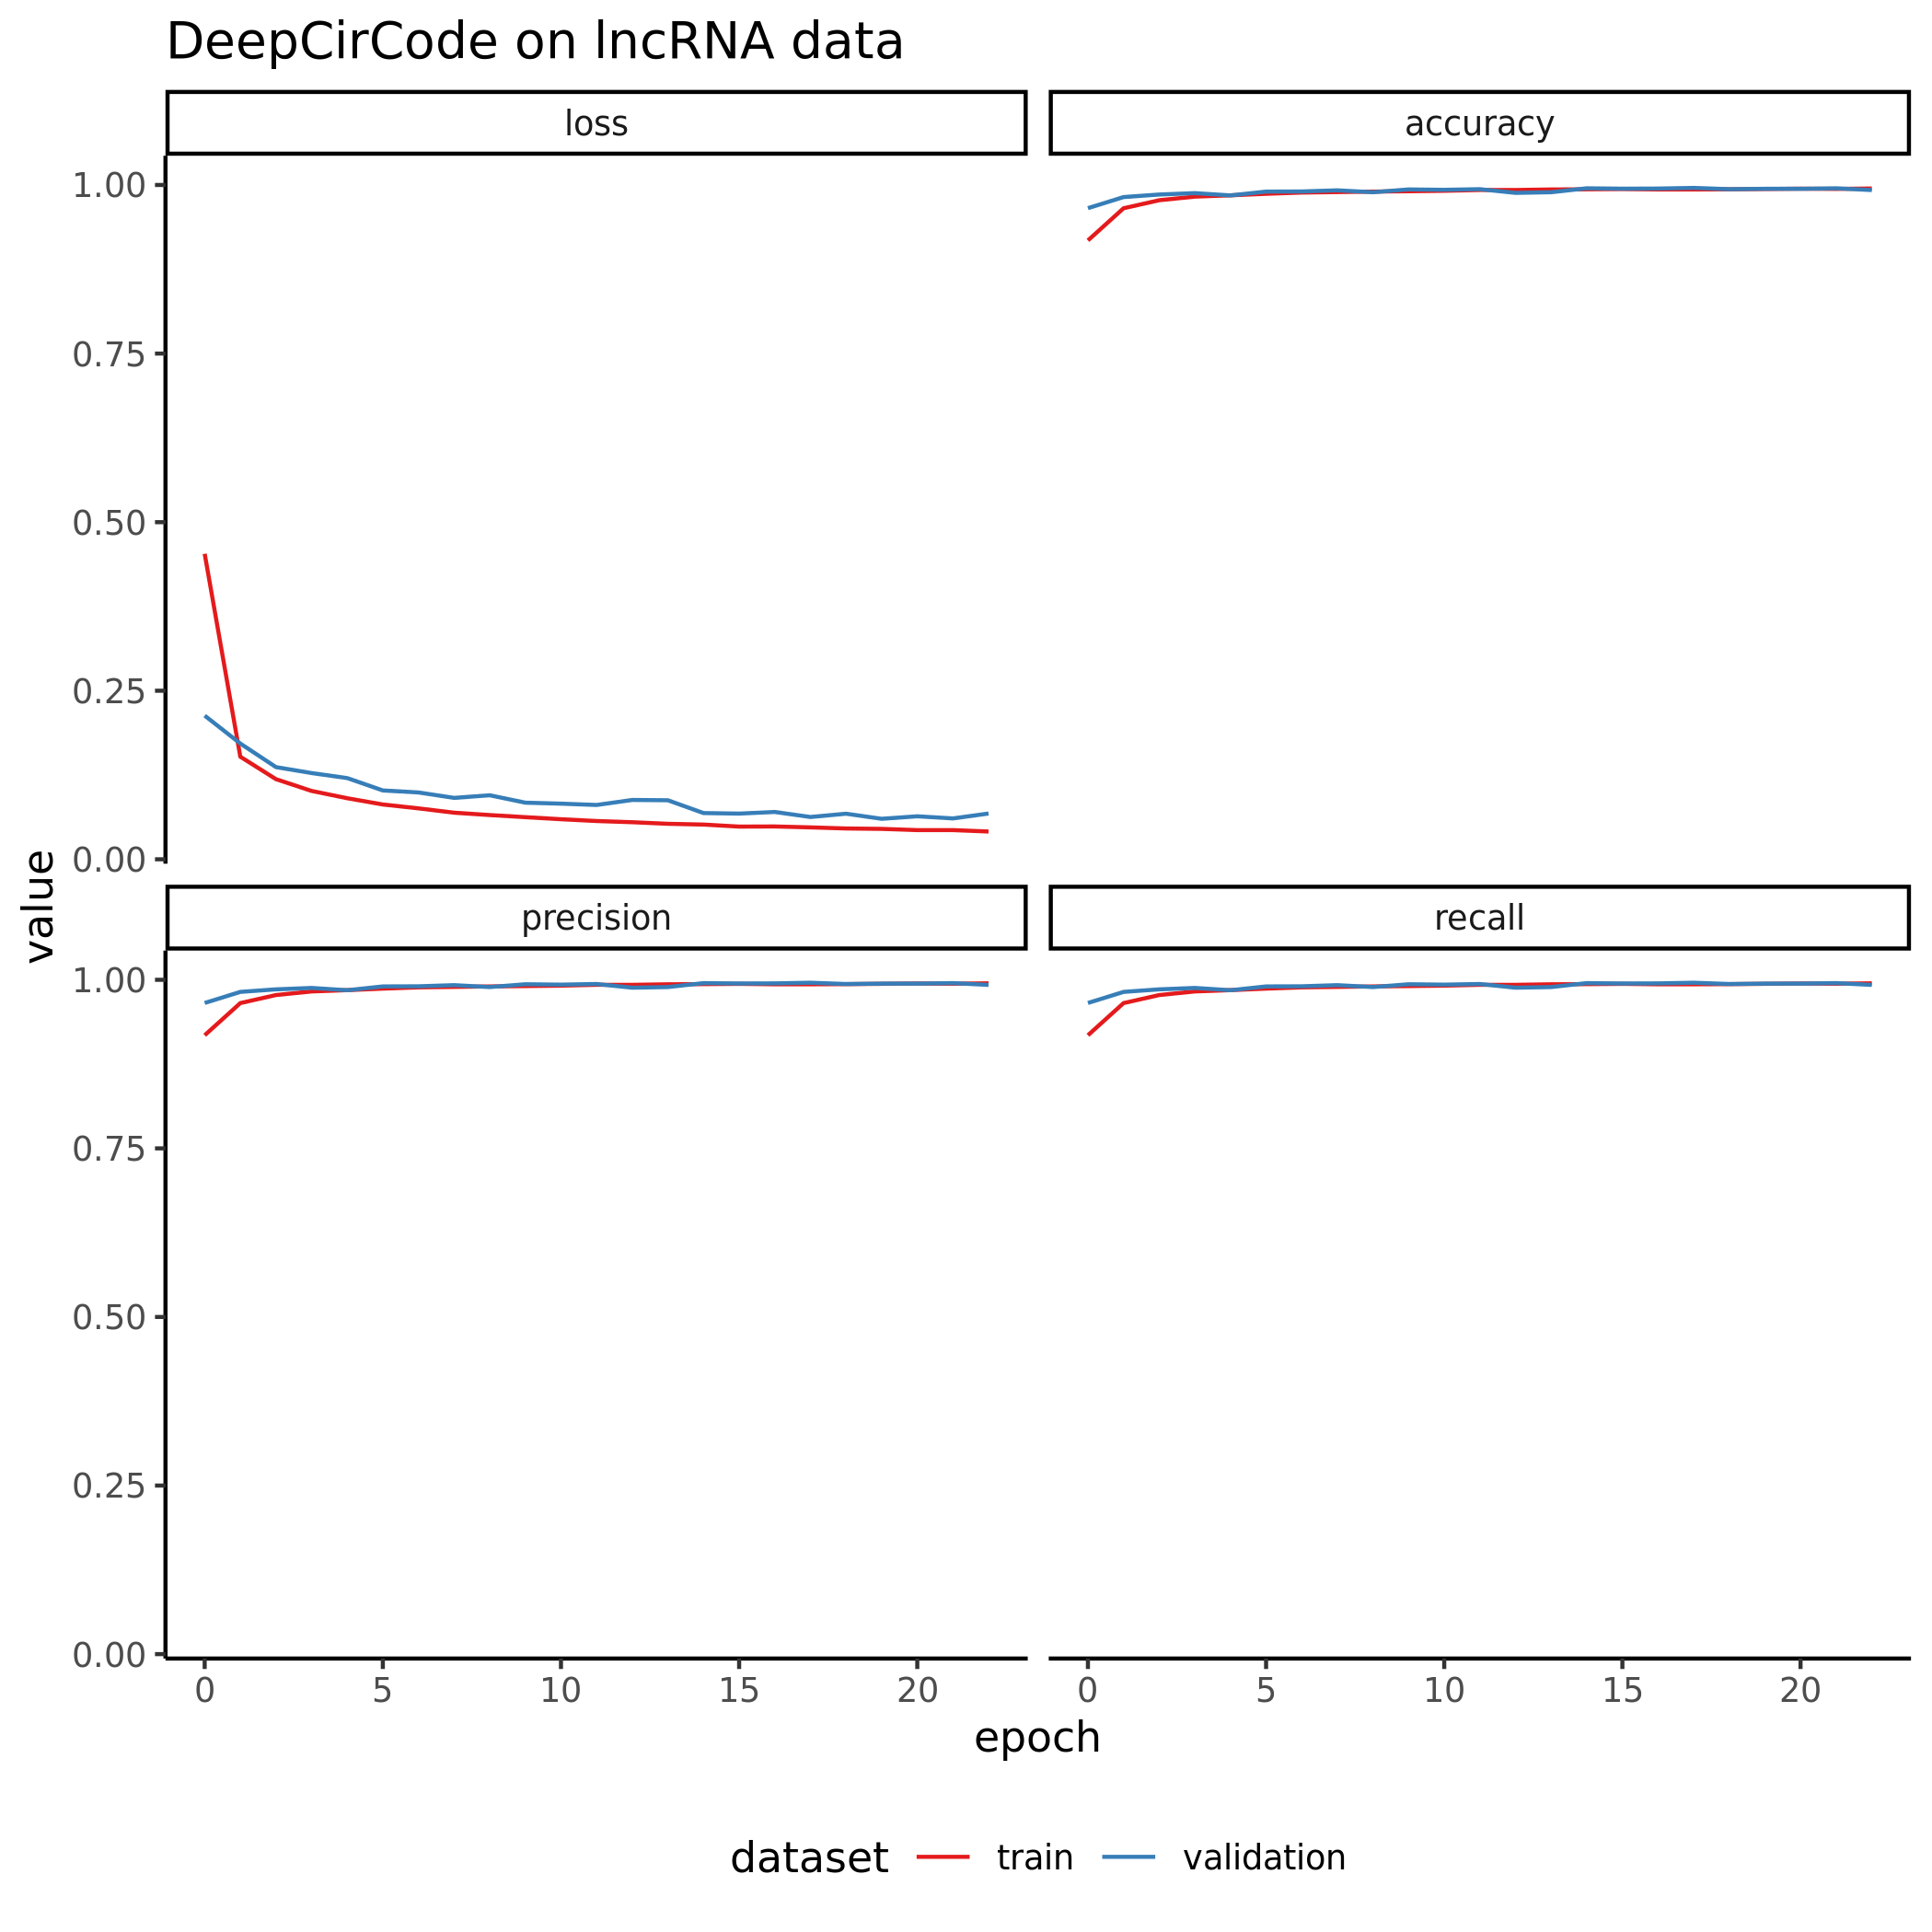 DeepCirCode on lncRNA data
loss
accuracy
1.00
0.75
0.50
0.25
0.00
value
precision
recall
1.00
0.75
0.50
0.25
0.00
0 5 10 15 20 0 5 10 15 20
epoch
dataset train validation